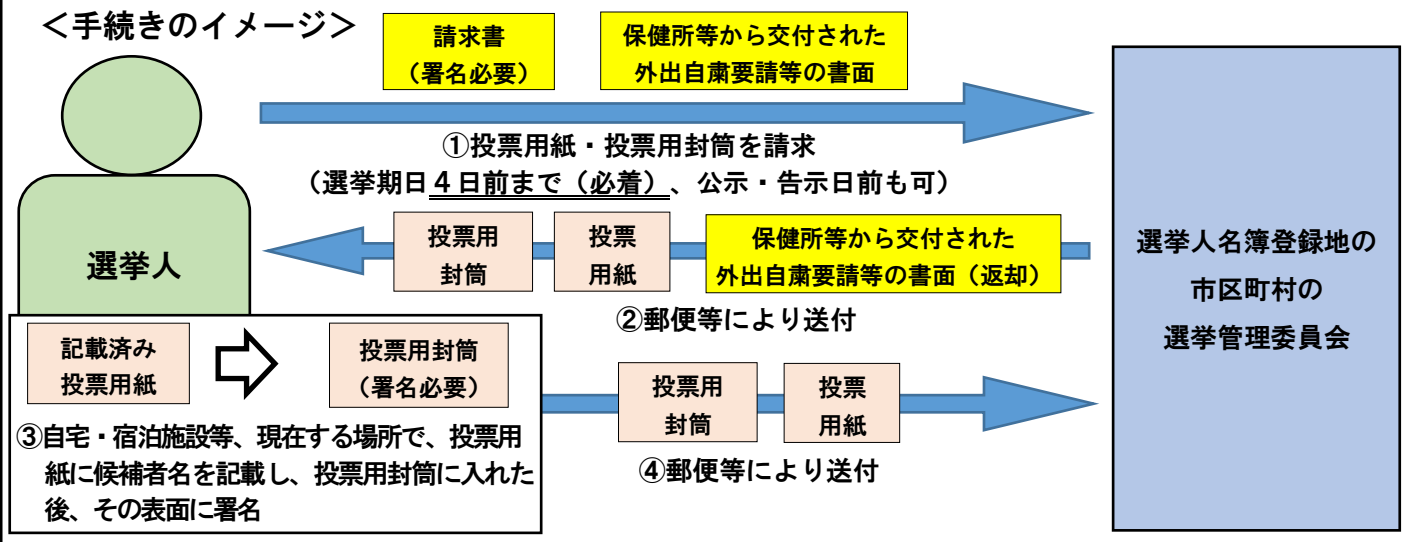 ＜手続きのイメージ＞
請求書
（署名必要）
保健所等から交付された
外出自粛要請等の書面
①投票用紙・投票用封筒を請求
（選挙期日４日前まで（必着）、公示・告示日前も可）
選挙人
投票用
封筒
投票
用紙
保健所等から交付された
外出自粛要請等の書面（返却）
②郵便等により送付
選挙人名簿登録地の
市区町村の
選挙管理委員会
記載済み
投票用紙
投票用封筒
（署名必要）
③自宅・宿泊施設等、現在する場所で、投票用
紙に候補者名を記載し、投票用封筒に入れた
後、その表面に署名
投票用
封筒
投票
用紙
④郵便等により送付